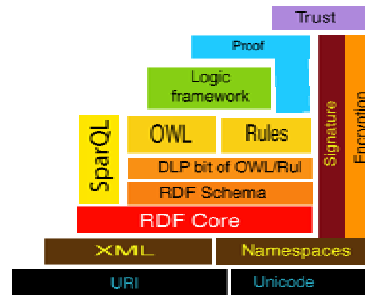 Trust
Proof
Logic
framework
SparQL
OWL
Rules
DLP bit of OWL/Rul
RDF Schema
RDF Core
Signature
Encryption
XML
Namespaces
URI
Unicode